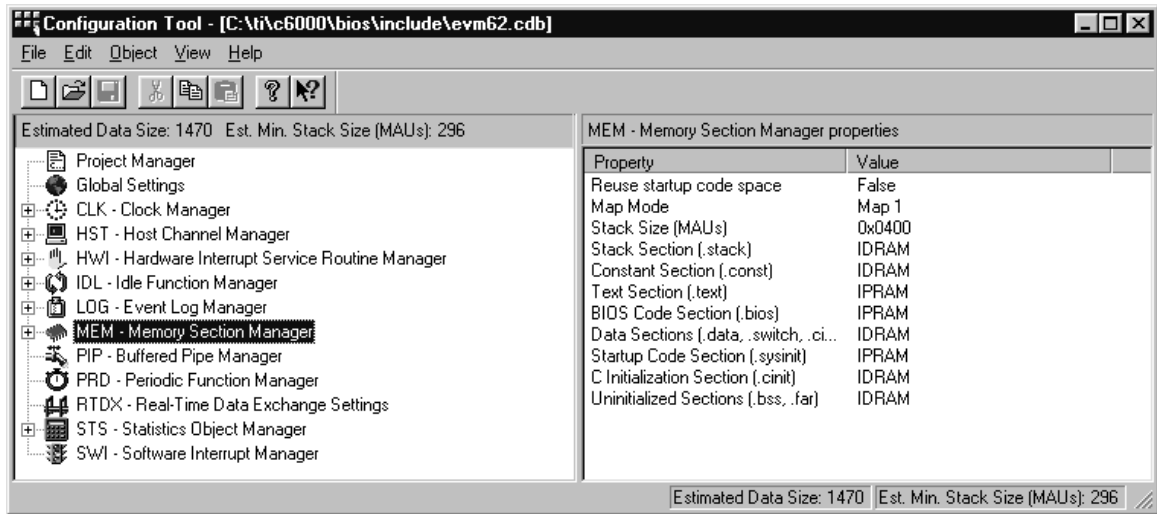 Configuration Tool - [C:\ti\c6000\bios\include\evm62.cdb]
File Edit Object View Help
Estimated Data Size: 1470 Est. Min. Stack Size (MAUs): 296
Project Manager
Global Settings
CLK - Clock Manager
HST - Host Channel Manager
HWI - Hardware Interrupt Service Routine Manager
IDL - Idle Function Manager
LOG - Event Log Manager
MEM - Memory Section Manager
PIP - Buffered Pipe Manager
PRD - Periodic Function Manager
RTDX - Real-Time Data Exchange Settings
STS - Statistics Object Manager
SWI - Software Interrupt Manager
MEM - Memory Section Manager properties
Property Value
Reuse startup code space False
Map Mode Map 1
Stack Size (MAUs) 0x0400
Stack Section (.stack) IDRAM
Constant Section (.const) IDRAM
Text Section (.text) IPRAM
BIOS Code Section (.bios) IPRAM
Data Sections (.data, .switch, .ci... IDRAM
Startup Code Section (.sysinit) IPRAM
C Initialization Section (.cinit) IDRAM
Uninitialized Sections (.bss, .far) IDRAM
Estimated Data Size: 1470 Est. Min. Stack Size (MAUs): 296